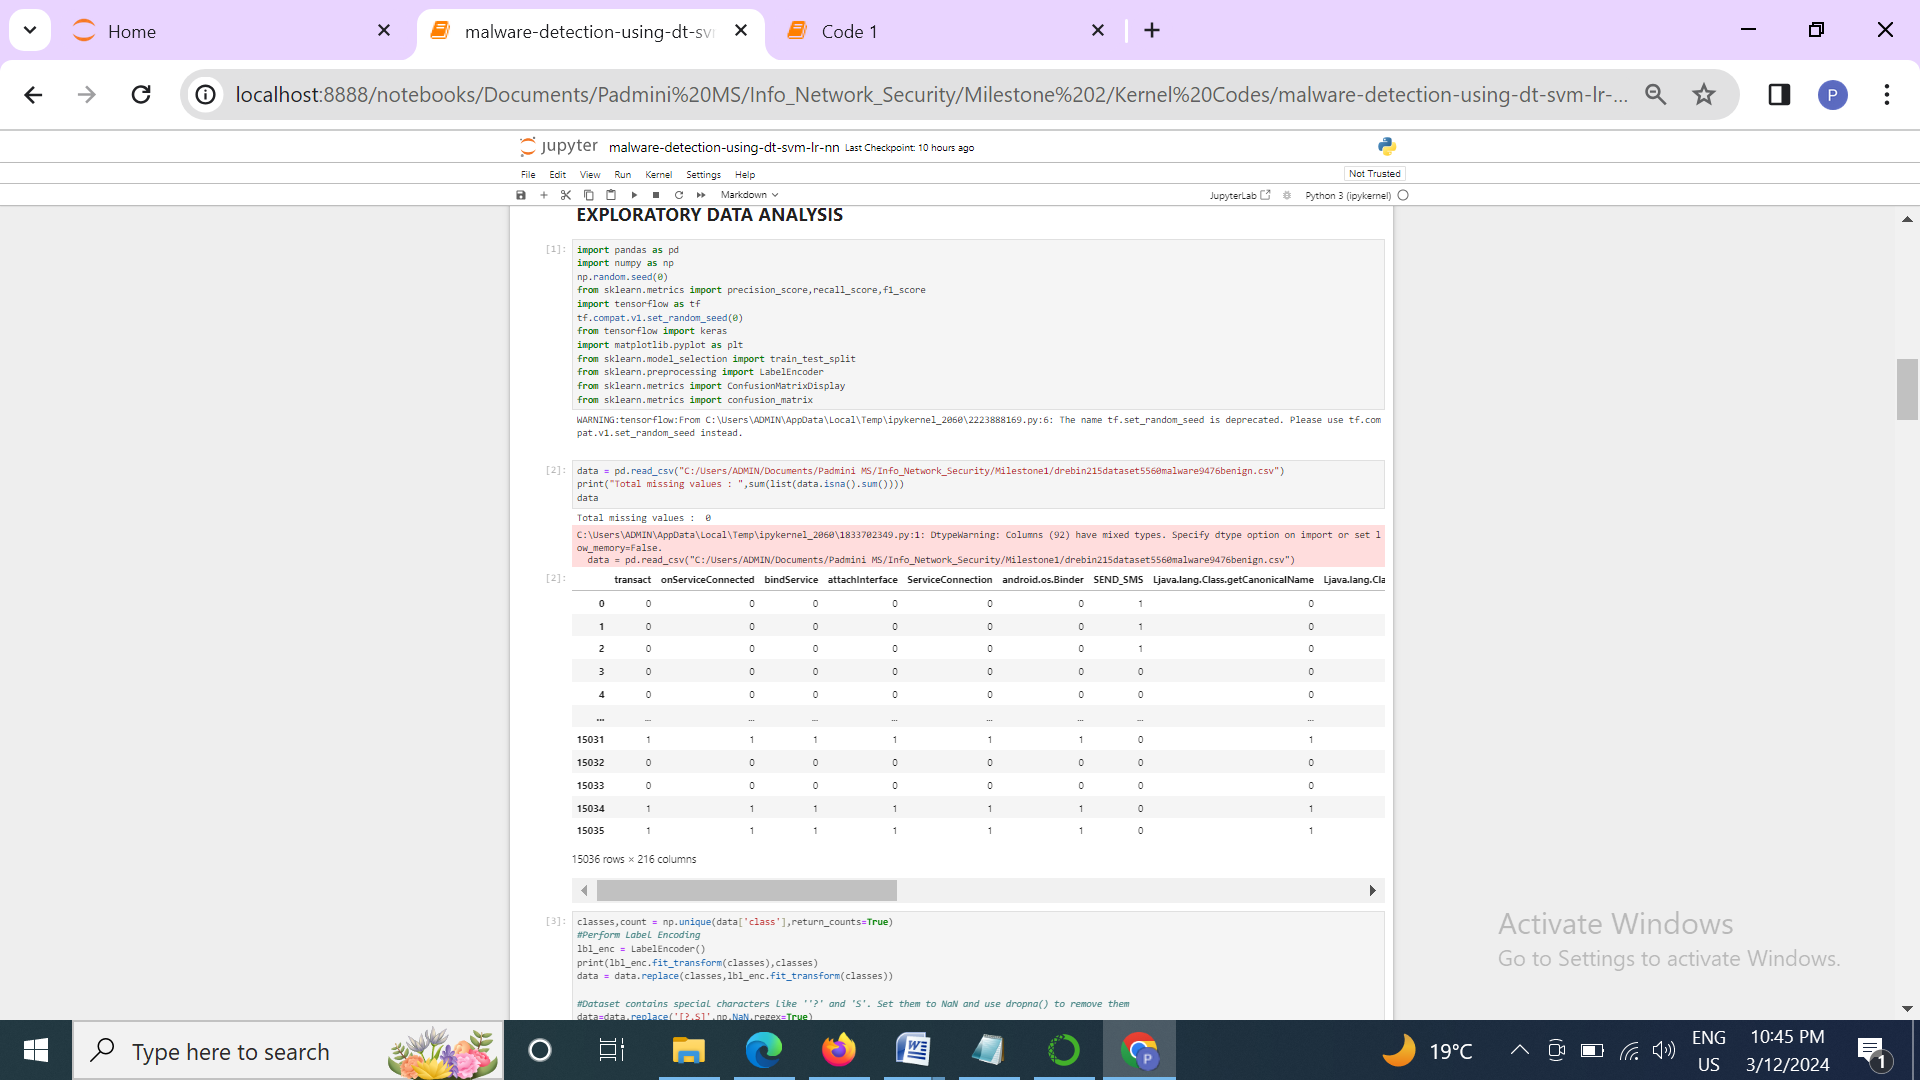 Home
malware-detection-using-dt-sv
Code 1
localhost:8888/notebooks/Documents/Padmini%20MS/Info_Network_Security/Milestone%202/Kernel%20Codes/malware-detection-using-dt-svm-lr-...
P
jupyter malware-detection-using-dt-svm-lr-nn Last Checkpoint: 10 hours ago
File Edit View Run Kernel Settings Help
Not Trusted
Markdown
JupyterLab
Python 3 (ipykernel)
EXPLORATORY DATA ANALYSIS
[1]:
import pandas as pd
import numpy as np
np.random.seed(0)
from sklearn.metrics import precision_score,recall_score,f1_score
import tensorflow as tf
tf.compat.v1.set_random_seed(0)
from tensorflow import keras
import matplotlib.pyplot as plt
from sklearn.model_selection import train_test_split
from sklearn.preprocessing import LabelEncoder
from sklearn.metrics import ConfusionMatrixDisplay
from sklearn.metrics import confusion_matrix
WARNING:tensorflow:From C:\Users\ADMIN\AppData\Local\Temp\ipykernel_2060\2223888169.py:6: The name tf.set_random_seed is deprecated. Please use tf.com
pat.v1.set_random_seed instead.
[2]:
data = pd.read_csv("C:/Users/ADMIN/Documents/Padmini MS/Info_Network_Security/Milestone1/drebin215dataset5560malware9476benign.csv")
print("Total missing values : ",sum(list(data.isna().sum())))
data
Total missing values :  0
C:\Users\ADMIN\AppData\Local\Temp\ipykernel_2060\1833702349.py:1: DtypeWarning: Columns (92) have mixed types. Specify dtype option on import or set l
ow_memory=False.
data = pd.read_csv("C:/Users/ADMIN/Documents/Padmini MS/Info_Network_Security/Milestone1/drebin215dataset5560malware9476benign.csv")
[2]:
transact onServiceConnected bindService attachInterface ServiceConnection android.os.Binder SEND_SMS Ljava.lang.Class.getCanonicalName Ljava.lang.Cla
0 0 0 0 0 0 0 1 0
1 0 0 0 0 0 0 1 0
2 0 0 0 0 0 0 1 0
3 0 0 0 0 0 0 0 0
4 0 0 0 0 0 0 0 0
... ... ... ... ... ... ... ... ...
15031 1 1 1 1 1 1 0 1
15032 0 0 0 0 0 0 0 0
15033 0 0 0 0 0 0 0 0
15034 1 1 1 1 1 1 0 1
15035 1 1 1 1 1 1 0 1
15036 rows × 216 columns
[3]:
classes,count = np.unique(data['class'],return_counts=True)
#Perform Label Encoding
lbl_enc = LabelEncoder()
print(lbl_enc.fit_transform(classes),classes)
data = data.replace(classes,lbl_enc.fit_transform(classes))
#Dataset contains special characters like ''?' and 'S'. Set them to NaN and use dropna() to remove them
data=data.replace('[?,S]',np.NaN,regex=True)
Activate Windows
Go to Settings to activate Windows.
Type here to search
19°C
ENG
US
10:45 PM
3/12/2024
1